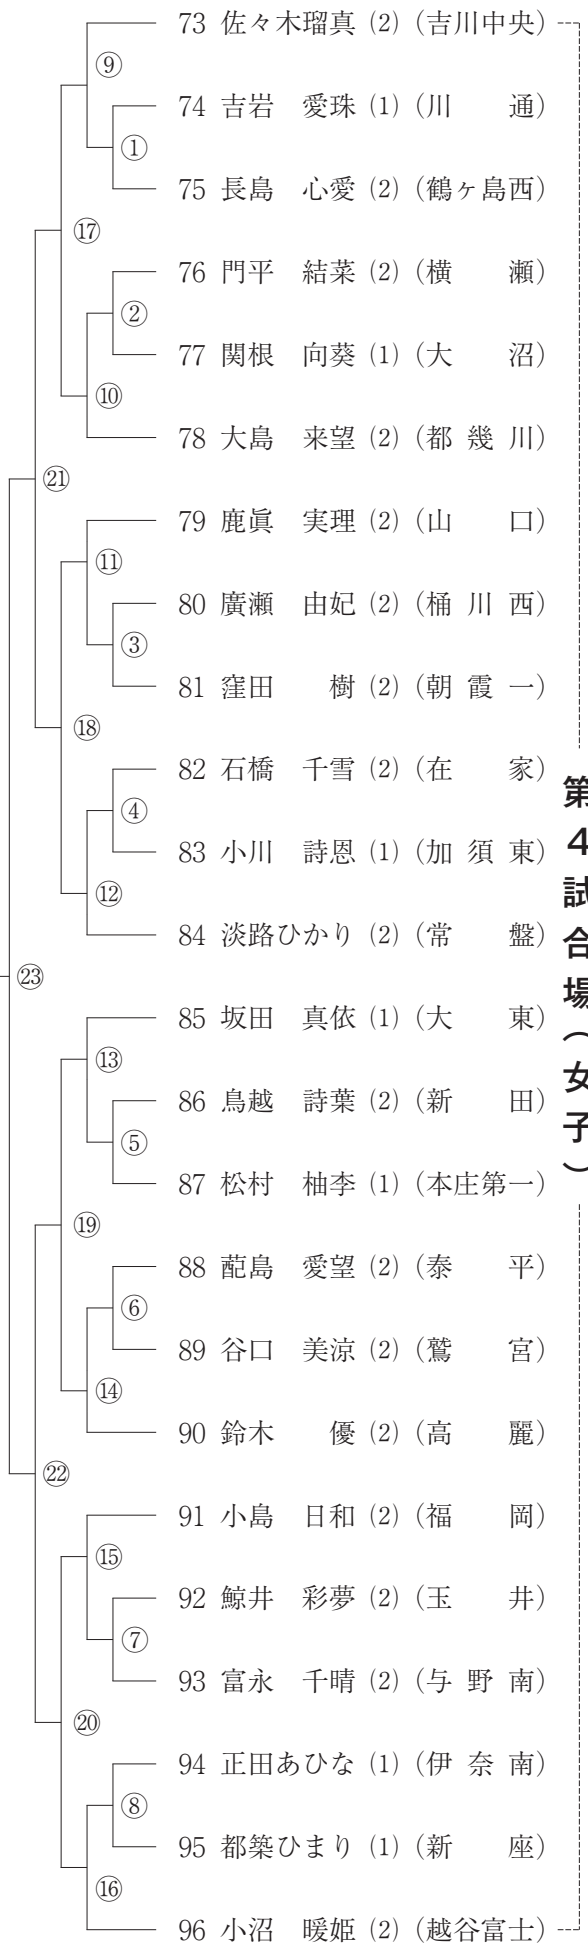 73 佐々木瑠真 (2) (吉川中央)
⑨
74 吉岩　愛珠 (1) (川　　通)
①
75 長島　心愛 (2) (鶴ヶ島西)
⑰
76 門平　結菜 (2) (横　　瀬)
②
77 関根　向葵 (1) (大　　沼)
⑩
78 大島　来望 (2) (都 幾 川)
㉑
79 鹿眞　実理 (2) (山　　口)
⑪
80 廣瀬　由妃 (2) (桶 川 西)
③
81 窪田　　樹 (2) (朝 霞 一)
⑱
82 石橋　千雪 (2) (在　　家)
④
83 小川　詩恩 (1) (加 須 東)
⑫
84 淡路ひかり (2) (常　　盤)
㉓
85 坂田　真依 (1) (大　　東)
⑬
86 鳥越　詩葉 (2) (新　　田)
⑤
87 松村　柚李 (1) (本庄第一)
⑲
88 蓜島　愛望 (2) (泰　　平)
⑥
89 谷口　美涼 (2) (鷲　　宮)
⑭
90 鈴木　　優 (2) (高　　麗)
㉒
91 小島　日和 (2) (福　　岡)
⑮
92 鯨井　彩夢 (2) (玉　　井)
⑦
93 富永　千晴 (2) (与 野 南)
⑳
94 正田あひな (1) (伊 奈 南)
⑧
95 都築ひまり (1) (新　　座)
⑯
96 小沼　暖姫 (2) (越谷富士)
第４試合場（女子）